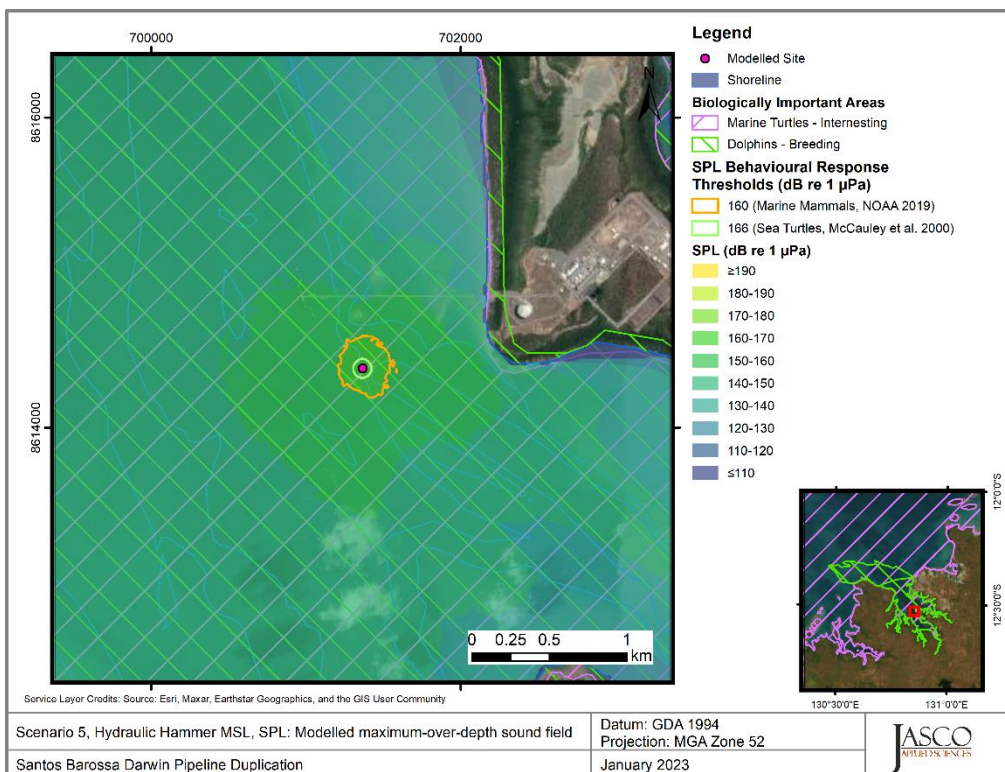 700000
702000
8616000
8614000
N
0 0.25 0.5 1
km
Service Layer Credits: Source: Esri, Maxar, Earthstar Geographics, and the GIS User Community
Legend
Modelled Site
Shoreline
Biologically Important Areas
Marine Turtles - Internesting
Dolphins - Breeding
SPL Behavioural Response
Thresholds (dB re 1 µPa)
160 (Marine Mammals, NOAA 2019)
166 (Sea Turtles, McCauley et al. 2000)
SPL (dB re 1 µPa)
≥190
180-190
170-180
160-170
150-160
140-150
130-140
120-130
110-120
≤110
12°0'0"S
12°30'0"S
130°30'0"E
131°0'0"E
Scenario 5, Hydraulic Hammer MSL, SPL: Modelled maximum-over-depth sound field
Santos Barossa Darwin Pipeline Duplication
Datum: GDA 1994
Projection: MGA Zone 52
January 2023
JASCO
APPLIED SCIENCES